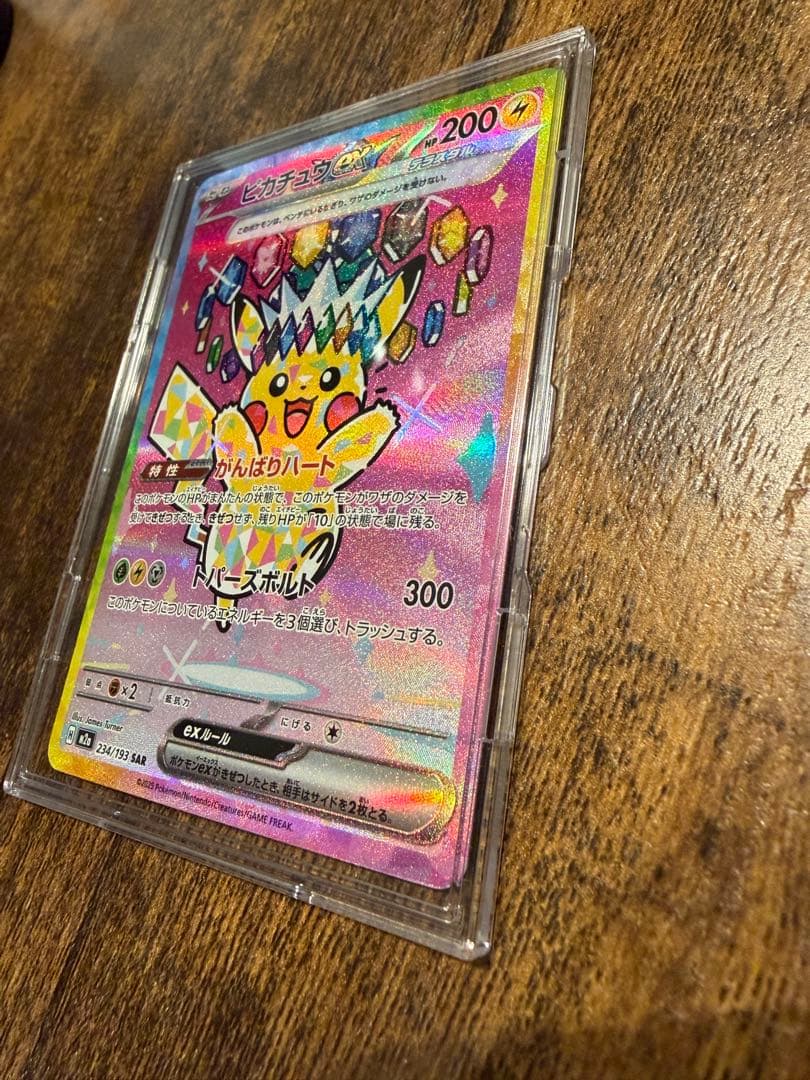 ピカチュウex HP200
テラスタル
このポケモンは、ベンチにいるかぎり、ワザのダメージを受けない。
特性 がんばりハート
このポケモンのHPがまんたんの状態で、このポケモンがワザのダメージを
受けてきぜつするとき、きぜつせず、残りHPが「10」の状態で場に残る。
トパーズボルト 300
このポケモンについているエネルギーを3個選び、トラッシュする。
弱点 ×2 抵抗力 にげる
Illus. James Turner
M2a 234/193 SAR
exルール
ポケモンexがきぜつしたとき、相手はサイドを2枚とる。
©2025 Pokémon/Nintendo/Creatures/GAME FREAK.